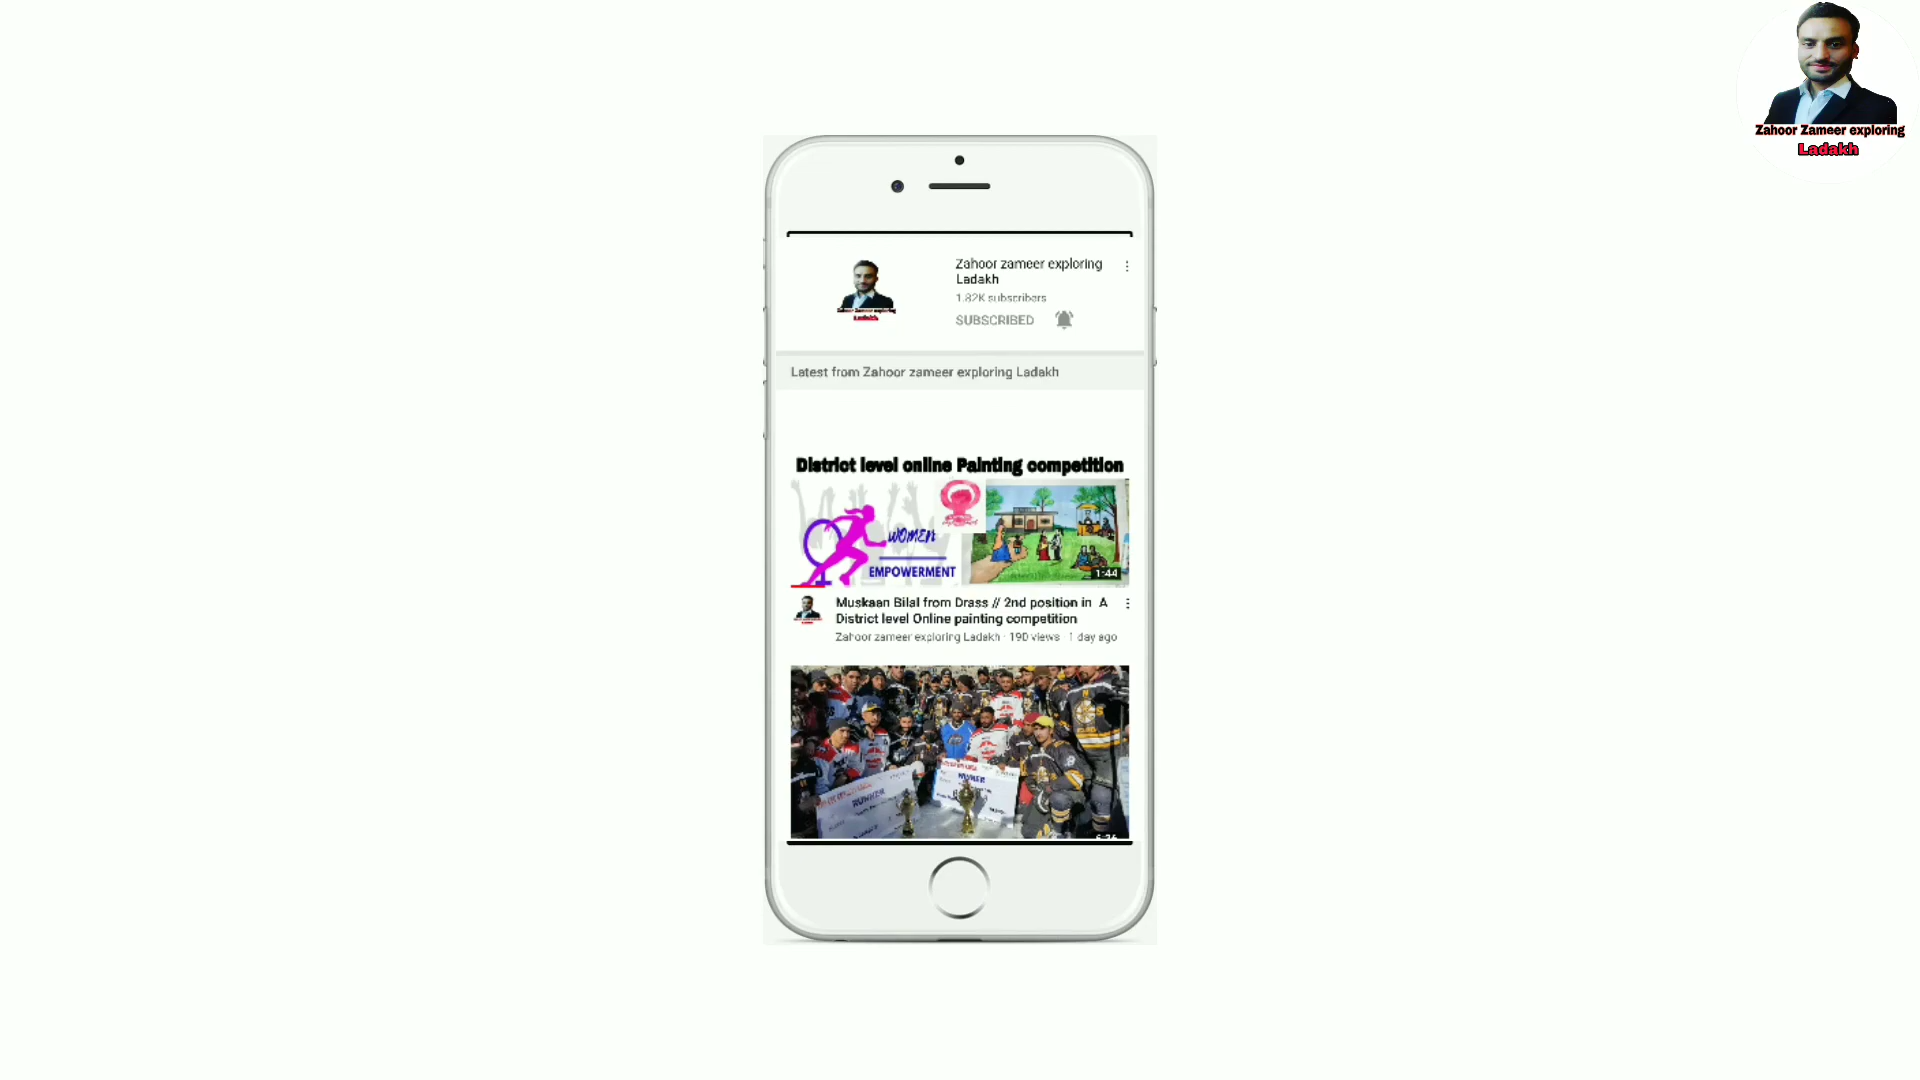 Zahoor Zameer exploring
Ladakh
Zahoor zameer exploring
Ladakh
1.82K subscribers
SUBSCRIBED
Latest from Zahoor zameer exploring Ladakh
District level online Painting competition
WOMEN
EMPOWERMENT
1:44
Muskaan Bilal from Drass // 2nd position in A
District level Online painting competition
Zahoor zameer exploring Ladakh · 190 views · 1 day ago
RUNNER
WINNER